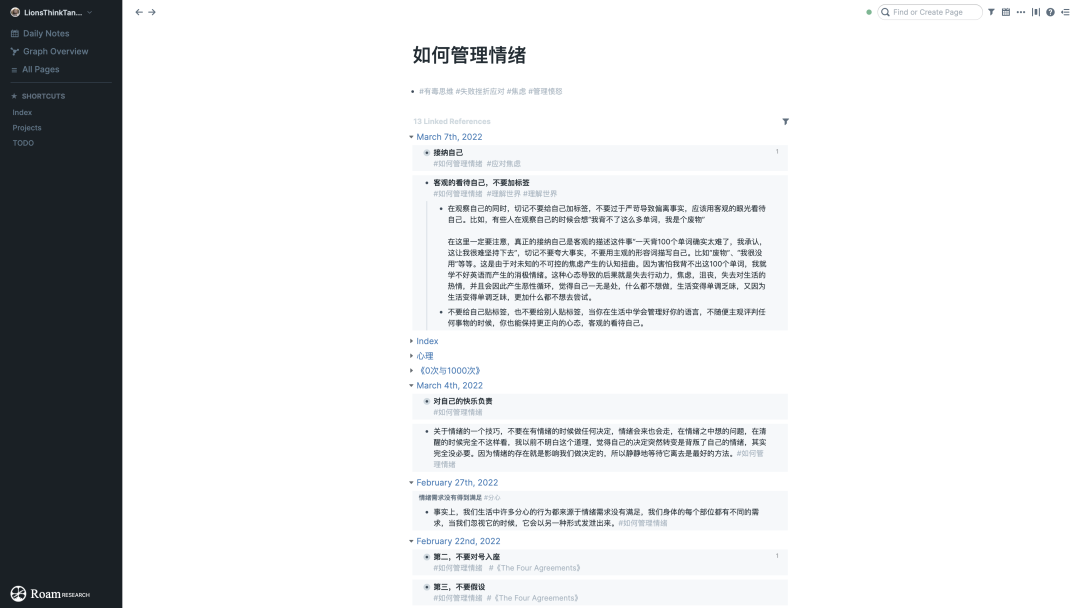 LionsThinkTan...
Daily Notes
Graph Overview
All Pages
SHORTCUTS
Index
Projects
TODO
Roam RESEARCH
Find or Create Page
如何管理情绪
#有毒思维 #失败挫折应对 #焦虑 #管理愤怒
13 Linked References
March 7th, 2022
接纳自己
1
#如何管理情绪 #应对焦虑
客观的看待自己，不要加标签
#如何管理情绪 #理解世界 #理解世界
在观察自己的同时，切记不要给自己加标签，不要过于严苛导致偏离事实，应该用客观的眼光看待
自己。比如，有些人在观察自己的时候会想“我背不了这么多单词，我是个废物”
在这里一定要注意，真正的接纳自己是客观的描述这件事“一天背100个单词确实太难了，我承认，
这让我很难坚持下去”，切记不要夸大事实，不要用主观的形容词描写自己。比如“废物”、“我很没
用”等等。这是由于对未知的不可控的焦虑产生的认知扭曲。因为害怕我背不出这100个单词，我就
学不好英语而产生的消极情绪。这种心态导致的后果就是失去行动力，焦虑，沮丧，失去对生活的
热情，并且会因此产生恶性循环，觉得自己一无是处，什么都不想做，生活变得单调乏味，又因为
生活变得单调乏味，更加什么都不想去尝试。
不要给自己贴标签，也不要给别人贴标签，当你在生活中学会管理好你的语言，不随便主观评判任
何事物的时候，你也能保持更正向的心态，客观的看待自己。
Index
心理
《0次与1000次》
March 4th, 2022
对自己的快乐负责
#如何管理情绪
关于情绪的一个技巧，不要在有情绪的时候做任何决定，情绪会来也会走，在情绪之中想的问题，在清
醒的时候完全不这样看，我以前不明白这个道理，觉得自己的决定突然转变是背叛了自己的情绪，其实
完全没必要。因为情绪的存在就是影响我们做决定的，所以静静地等待它离去是最好的方法。#如何管
理情绪
February 27th, 2022
情绪需求没有得到满足 #分心
事实上，我们生活中许多分心的行为都来源于情绪需求没有满足，我们身体的每个部位都有不同的需
求，当我们忽视它的时候，它会以另一种形式发泄出来。#如何管理情绪
February 22nd, 2022
第二，不要对号入座
1
#如何管理情绪 #《The Four Agreements》
第三，不要假设
#如何管理情绪 #《The Four Agreements》